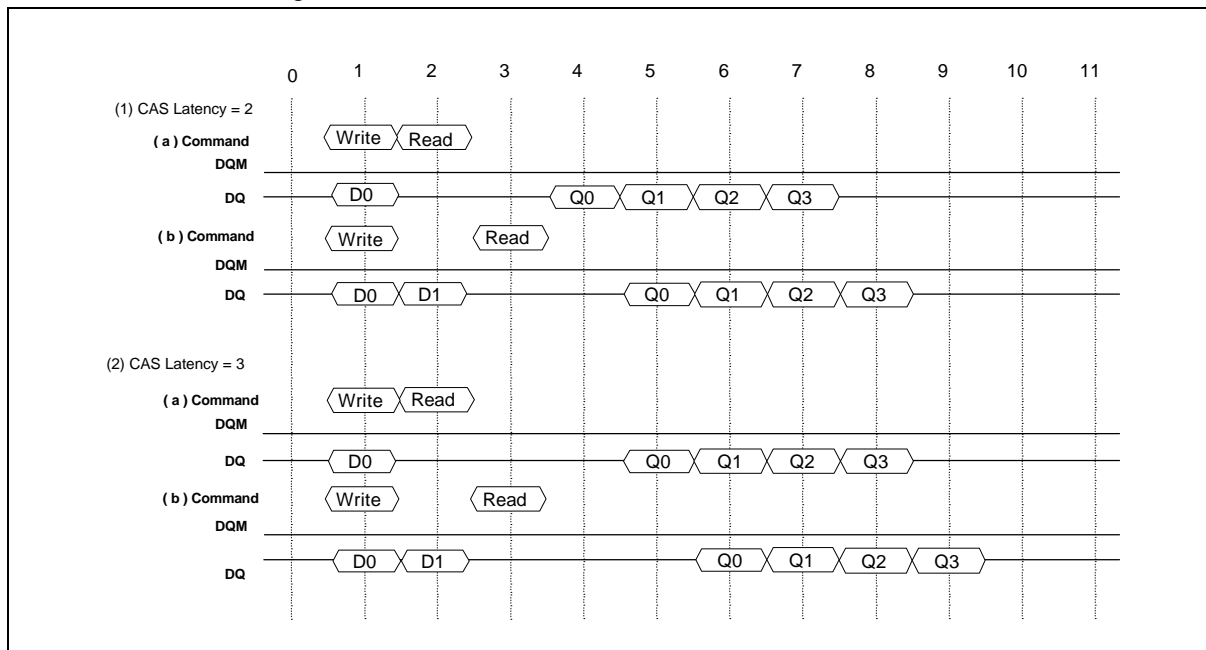 0 1 2 3 4 5 6 7 8 9 10 11
(1) CAS Latency = 2
( a ) Command Write Read
DQM
DQ D0 Q0 Q1 Q2 Q3
( b ) Command Write Read
DQM
DQ D0 D1 Q0 Q1 Q2 Q3
(2) CAS Latency = 3
( a ) Command Write Read
DQM
DQ D0 Q0 Q1 Q2 Q3
( b ) Command Write Read
DQM
DQ D0 D1 Q0 Q1 Q2 Q3